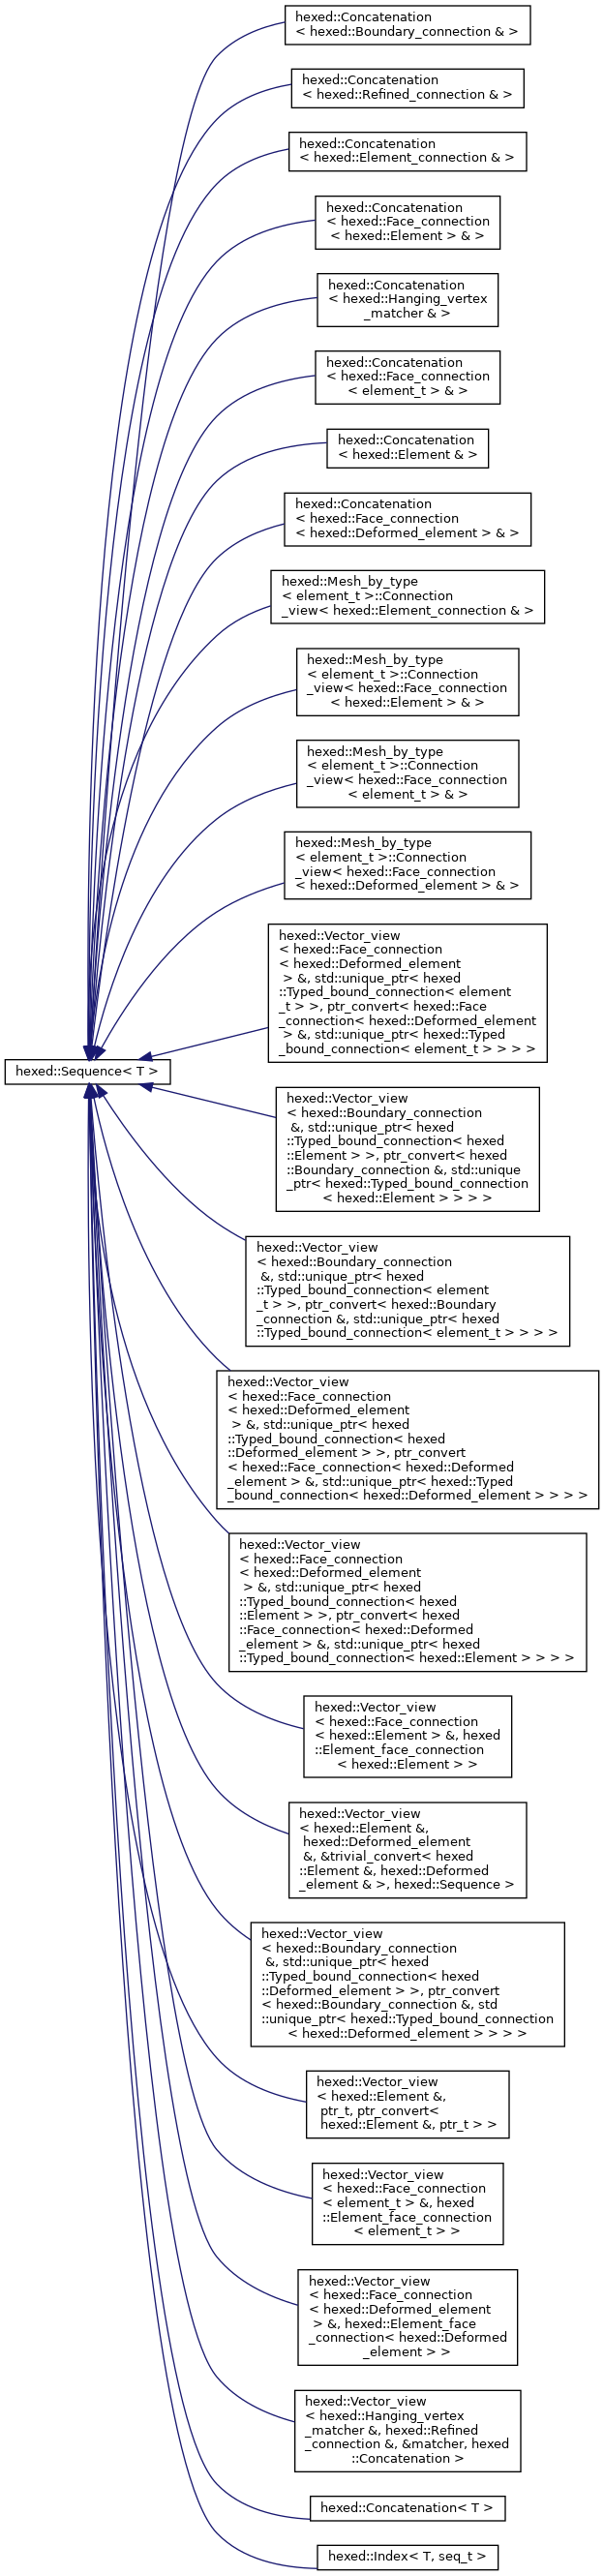 hexed::Concatenation
< hexed::Boundary_connection & >
hexed::Concatenation
< hexed::Refined_connection & >
hexed::Concatenation
< hexed::Element_connection & >
hexed::Concatenation
< hexed::Face_connection
< hexed::Element > & >
hexed::Concatenation
< hexed::Hanging_vertex
_matcher & >
hexed::Concatenation
< hexed::Face_connection
< element_t > & >
hexed::Concatenation
< hexed::Element & >
hexed::Concatenation
< hexed::Face_connection
< hexed::Deformed_element > & >
hexed::Mesh_by_type
< element_t >::Connection
_view< hexed::Element_connection & >
hexed::Mesh_by_type
< element_t >::Connection
_view< hexed::Face_connection
< hexed::Element > & >
hexed::Mesh_by_type
< element_t >::Connection
_view< hexed::Face_connection
< element_t > & >
hexed::Mesh_by_type
< element_t >::Connection
_view< hexed::Face_connection
< hexed::Deformed_element > & >
hexed::Vector_view
< hexed::Face_connection
< hexed::Deformed_element
> &, std::unique_ptr< hexed
::Typed_bound_connection< element
_t > >, ptr_convert< hexed::Face
_connection< hexed::Deformed_element
> &, std::unique_ptr< hexed::Typed
_bound_connection< element_t > > > >
hexed::Sequence< T >
hexed::Vector_view
< hexed::Boundary_connection
&, std::unique_ptr< hexed
::Typed_bound_connection< hexed
::Element > >, ptr_convert< hexed
::Boundary_connection &, std::unique
_ptr< hexed::Typed_bound_connection
< hexed::Element > > > >
hexed::Vector_view
< hexed::Boundary_connection
&, std::unique_ptr< hexed
::Typed_bound_connection< element
_t > >, ptr_convert< hexed::Boundary
_connection &, std::unique_ptr< hexed
::Typed_bound_connection< element_t > > > >
hexed::Vector_view
< hexed::Face_connection
< hexed::Deformed_element
> &, std::unique_ptr< hexed
::Typed_bound_connection< hexed
::Deformed_element > >, ptr_convert
< hexed::Face_connection< hexed::Deformed
_element > &, std::unique_ptr< hexed::Typed
_bound_connection< hexed::Deformed_element > > > >
hexed::Vector_view
< hexed::Face_connection
< hexed::Deformed_element
> &, std::unique_ptr< hexed
::Typed_bound_connection< hexed
::Element > >, ptr_convert< hexed
::Face_connection< hexed::Deformed
_element > &, std::unique_ptr< hexed
::Typed_bound_connection< hexed::Element > > > >
hexed::Vector_view
< hexed::Face_connection
< hexed::Element > &, hexed
::Element_face_connection
< hexed::Element > >
hexed::Vector_view
< hexed::Element &,
hexed::Deformed_element
&, &trivial_convert< hexed
::Element &, hexed::Deformed
_element & >, hexed::Sequence >
hexed::Vector_view
< hexed::Boundary_connection
&, std::unique_ptr< hexed
::Typed_bound_connection< hexed
::Deformed_element > >, ptr_convert
< hexed::Boundary_connection &, std
::unique_ptr< hexed::Typed_bound_connection
< hexed::Deformed_element > > > >
hexed::Vector_view
< hexed::Element &,
ptr_t, ptr_convert<
hexed::Element &, ptr_t > >
hexed::Vector_view
< hexed::Face_connection
< element_t > &, hexed
::Element_face_connection
< element_t > >
hexed::Vector_view
< hexed::Face_connection
< hexed::Deformed_element
> &, hexed::Element_face
_connection< hexed::Deformed
_element > >
hexed::Vector_view
< hexed::Hanging_vertex
_matcher &, hexed::Refined
_connection &, &matcher, hexed
::Concatenation >
hexed::Concatenation< T >
hexed::Index< T, seq_t >